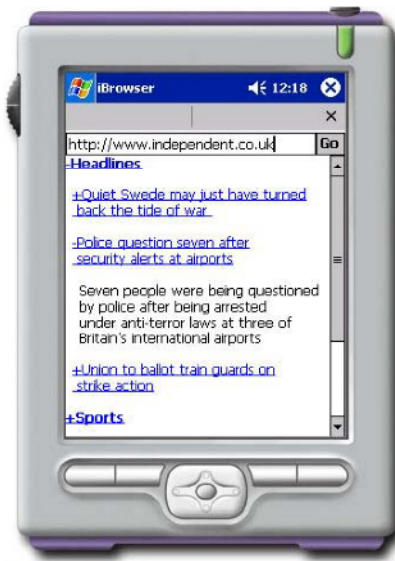 iBrowser 12:18
http://www.independent.co.uk Go
-Headlines
+Quiet Swede may just have turned
back the tide of war
-Police question seven after
security alerts at airports
Seven people were being questioned
by police after being arrested
under anti-terror laws at three of
Britain's international airports
+Union to ballot train guards on
strike action
+Sports